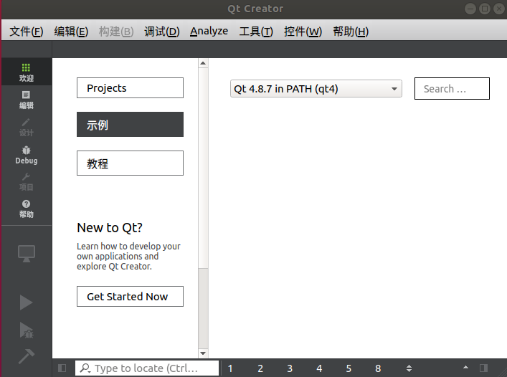 Qt Creator
文件(F) 编辑(E) 构建(B) 调试(D) Analyze 工具(T) 控件(W) 帮助(H)
欢迎
编辑
设计
Debug
项目
帮助
Projects
示例
教程
New to Qt?
Learn how to develop your
own applications and
explore Qt Creator.
Get Started Now
Qt 4.8.7 in PATH (qt4)
Search ...
Type to locate (Ctrl... 1 2 3 4 5 8